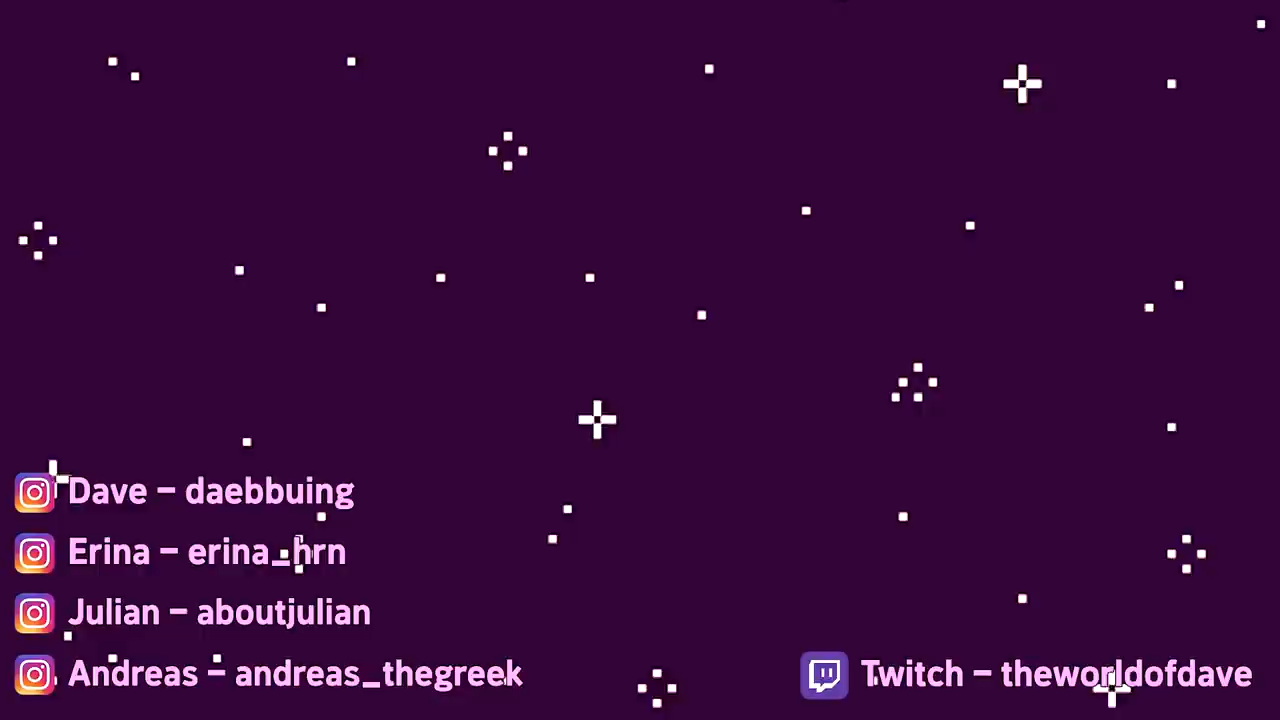 Dave – daebbuing
Erina – erina_hrn
Julian – aboutjulian
Andreas – andreas_thegreek
Twitch – theworldofdave